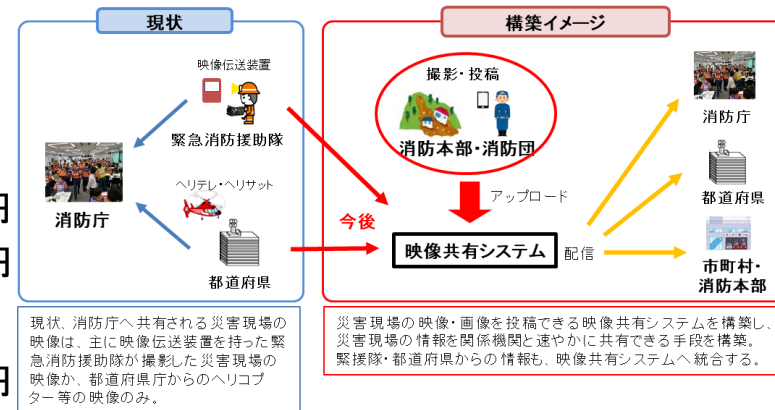 現状
映像伝送装置
緊急消防援助隊
消防庁
ヘリテレ・ヘリサット
都道府県
現状、消防庁へ共有される災害現場の
映像は、主に映像伝送装置を持った緊
急消防援助隊が撮影した災害現場の
映像か、都道府県庁からのヘリコプ
ター等の映像のみ。
今後
構築イメージ
撮影・投稿
消防本部・消防団
アップロード
映像共有システム
配信
消防庁
都道府県
市町村・
消防本部
災害現場の映像・画像を投稿できる映像共有システムを構築し、
災害現場の情報を関係機関と速やかに共有できる手段を構築。
緊援隊・都道府県からの情報も、映像共有システムへ統合する。
円
円
円